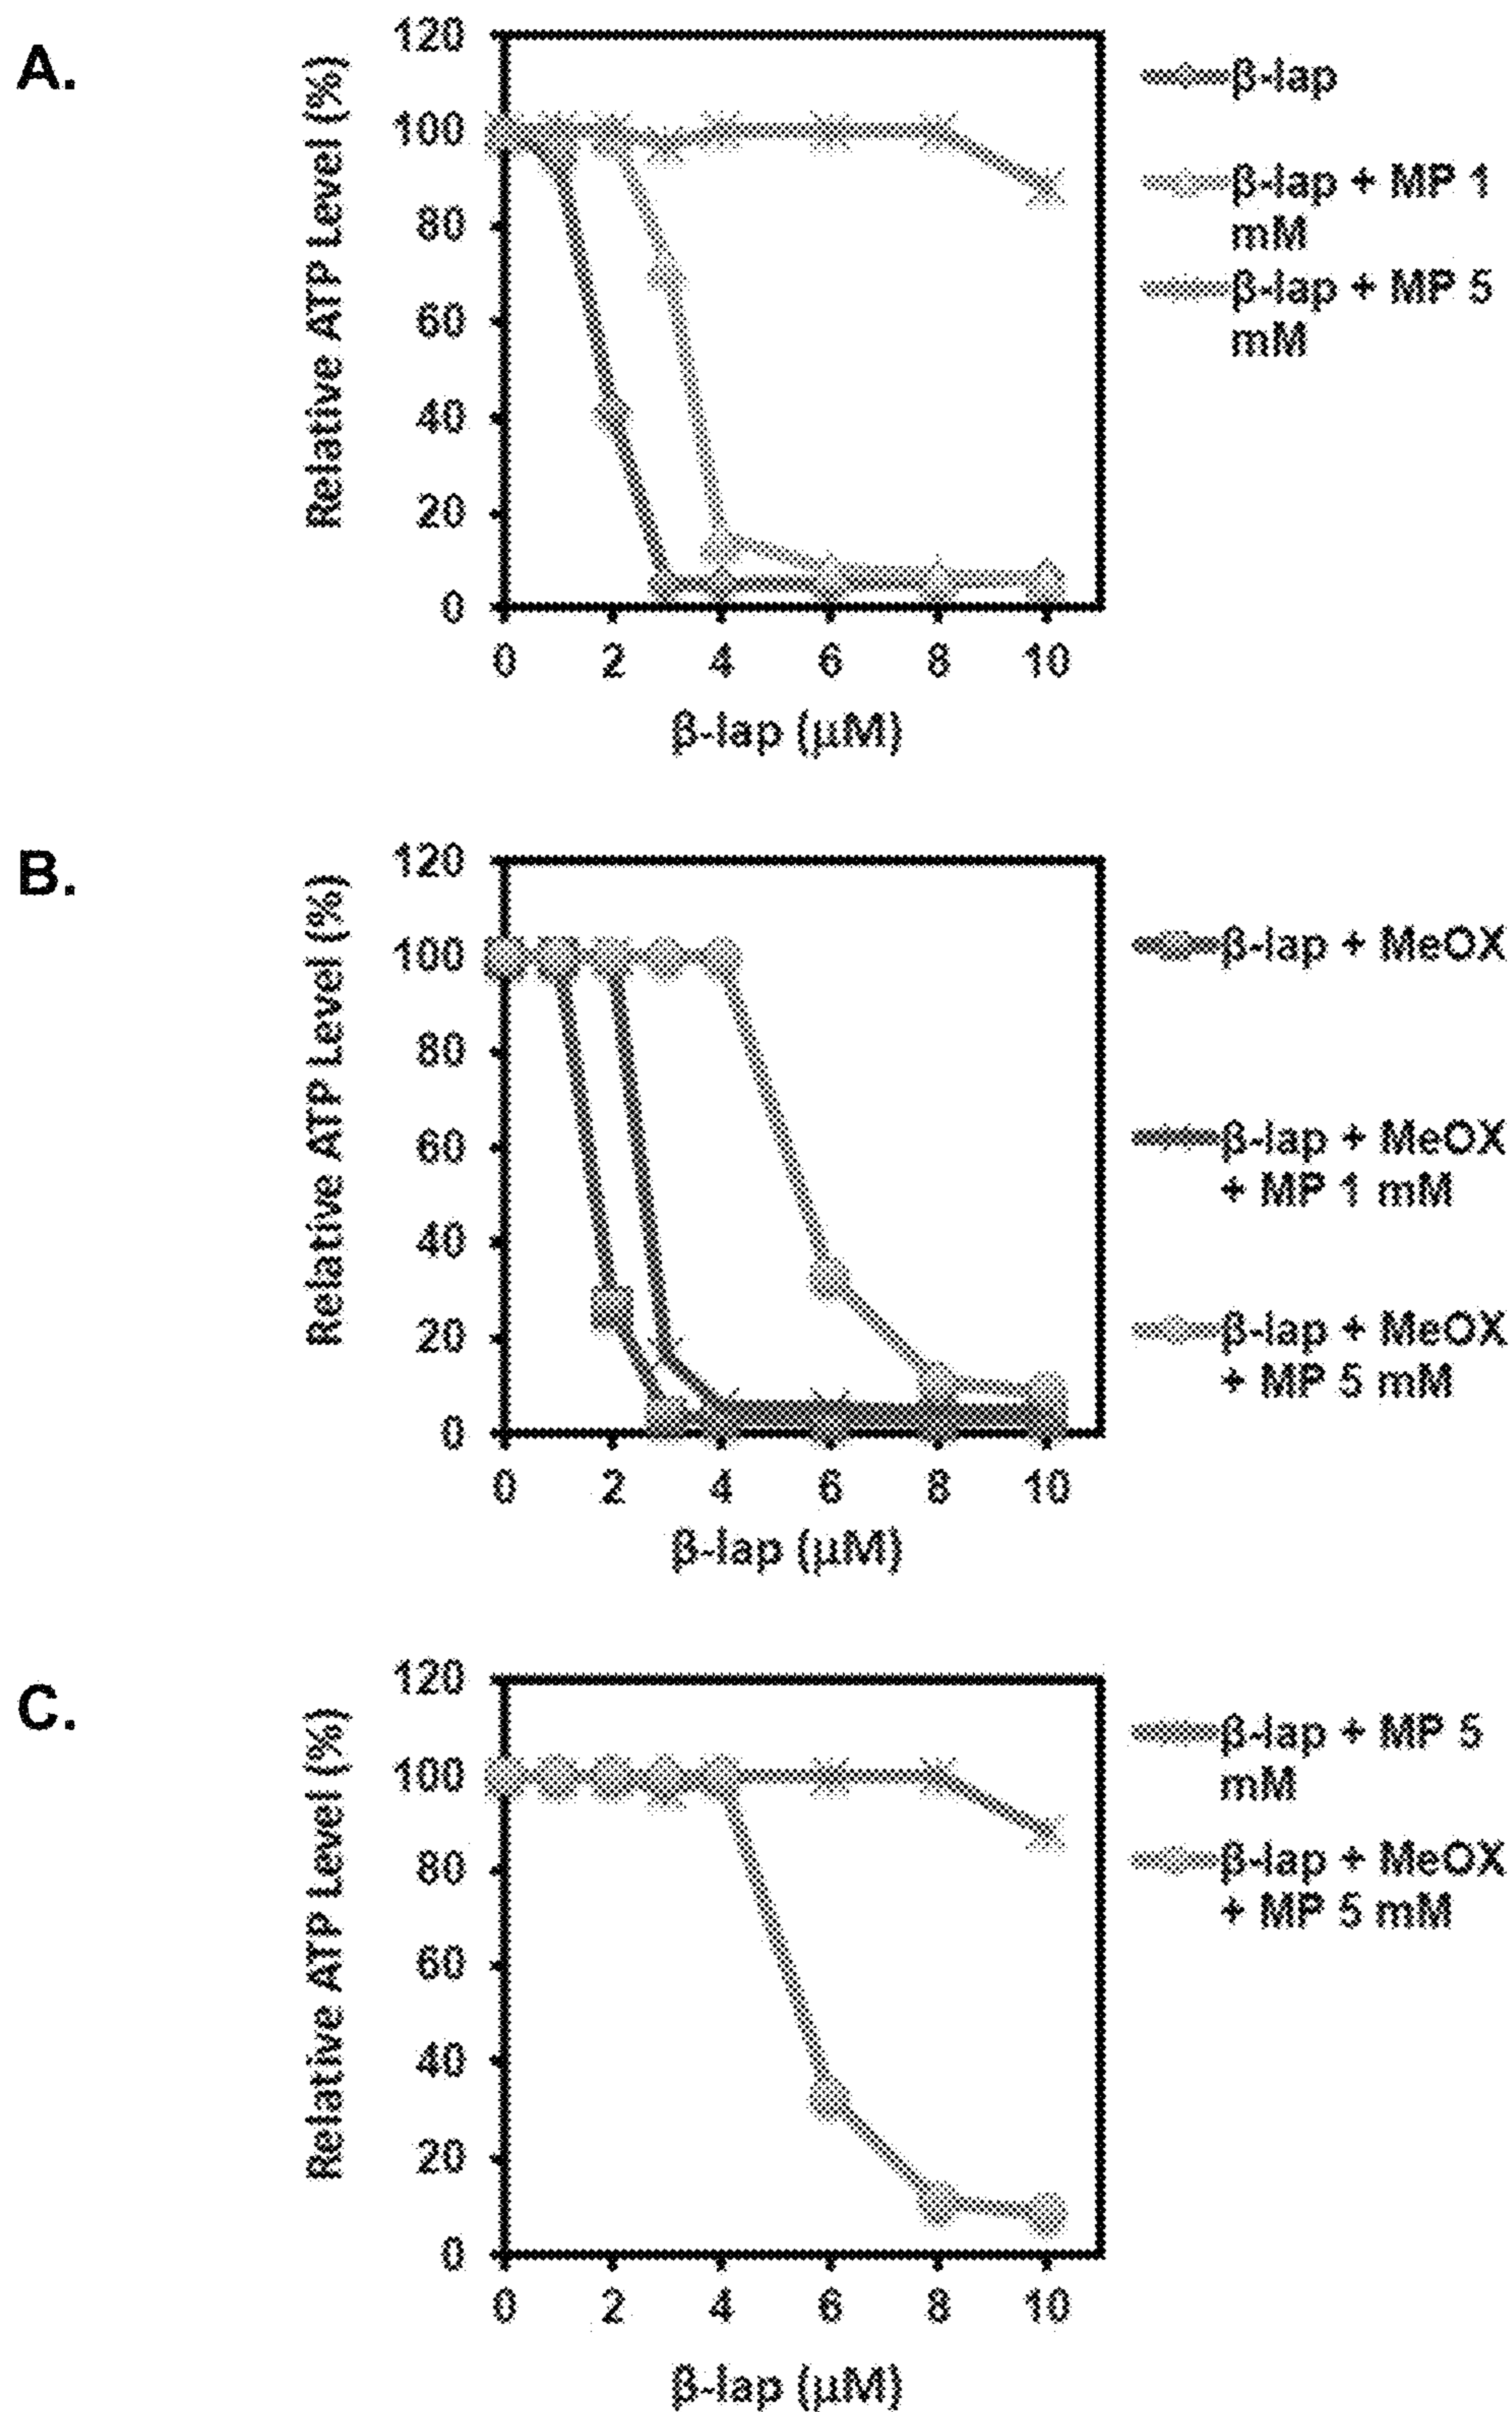 A.
Relative ATP Level (%)
120
100
80
60
40
20
0
0 2 4 6 8 10
β-lap (μM)
β-lap
β-lap + MP 1
mM
β-lap + MP 5
mM
B.
Relative ATP Level (%)
120
100
80
60
40
20
0
0 2 4 6 8 10
β-lap (μM)
β-lap + MeOX
β-lap + MeOX
+ MP 1 mM
β-lap + MeOX
+ MP 5 mM
C.
Relative ATP Level (%)
120
100
80
60
40
20
0
0 2 4 6 8 10
β-lap (μM)
β-lap + MP 5
mM
β-lap + MeOX
+ MP 5 mM